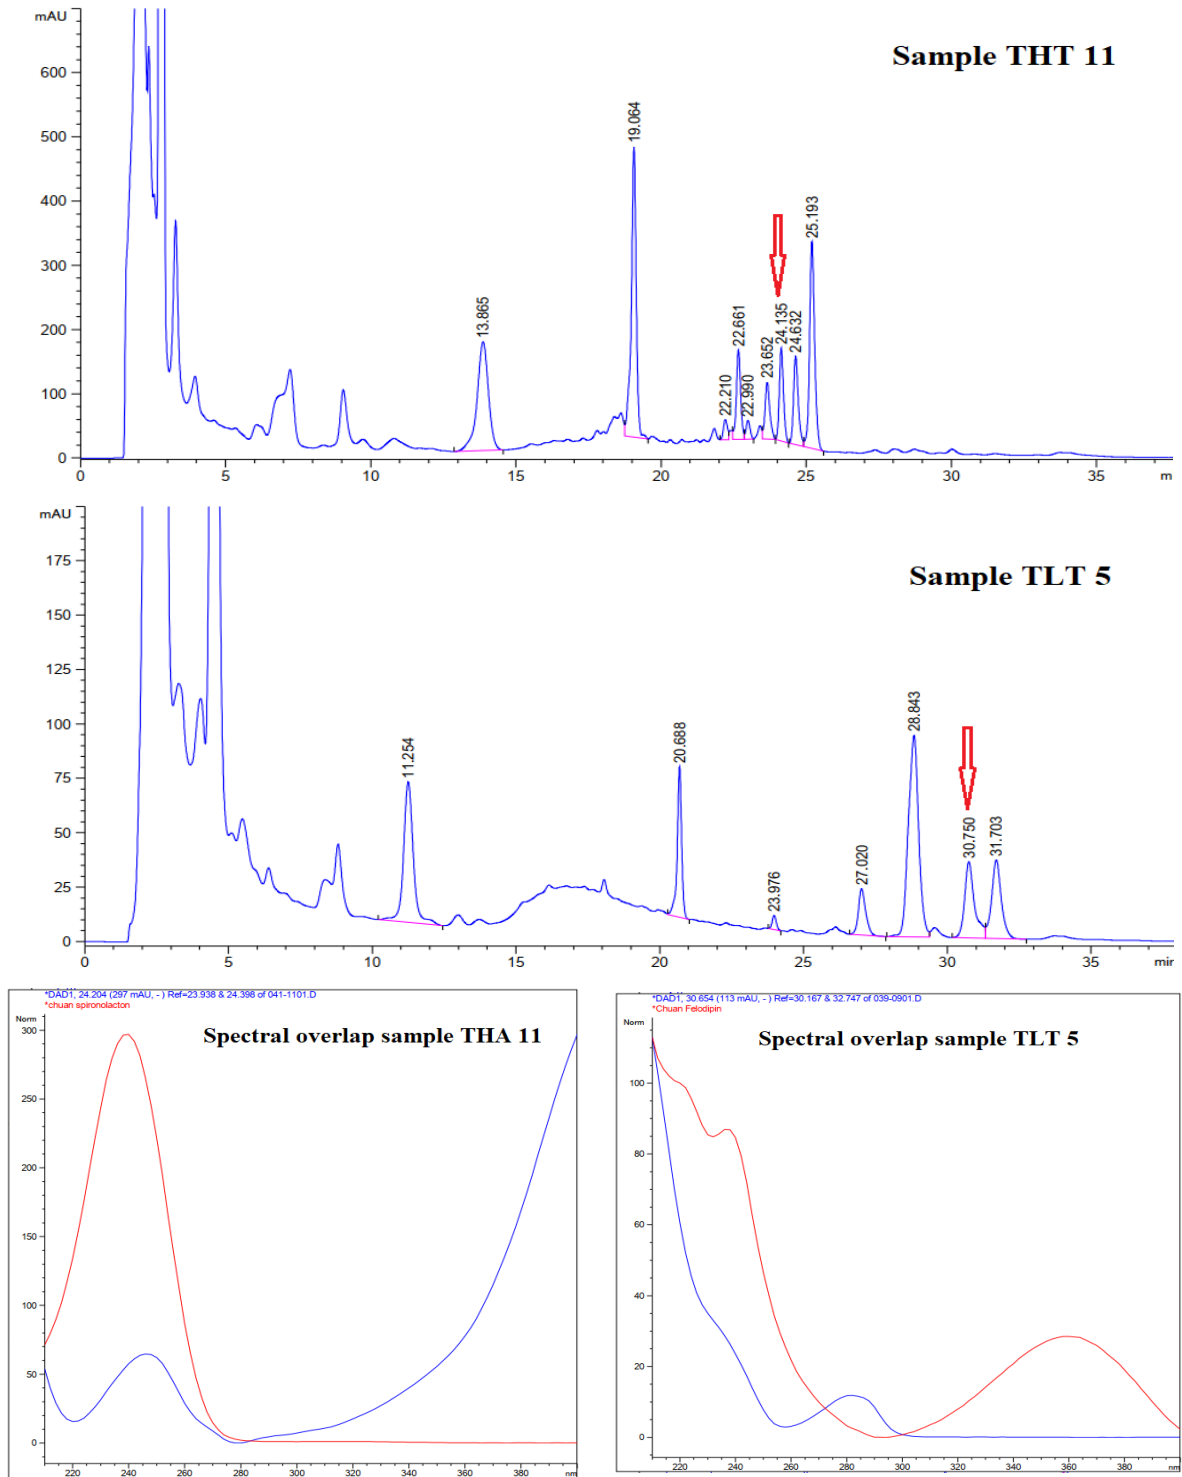 mAU
Sample THT 11
600
500
400
300
200
100
0
13.865
19.064
22.210
22.661
22.990
23.652
24.135
24.632
25.193
0 5 10 15 20 25 30 35 m
mAU
Sample TLT 5
175
150
125
100
75
50
25
0
11.254
20.688
23.976
27.020
28.843
30.750
31.703
0 5 10 15 20 25 30 35 min
*DAD1, 24.204 (297 mAU, - ) Ref=23.938 & 24.398 of 041-1101.D
*chuan spironolacton
Norm
Spectral overlap sample THA 11
300
250
200
150
100
50
0
220 240 260 280 300 320 340 360 380 nm
*DAD1, 30.654 (113 mAU, - ) Ref=30.167 & 32.747 of 039-0901.D
*Chuan Felodipin
Norm
Spectral overlap sample TLT 5
100
80
60
40
20
0
220 240 260 280 300 320 340 360 380 nm